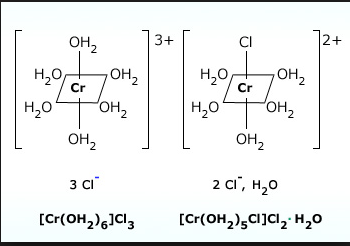 OH₂ 3+ Cl 2+
H₂O OH₂ H₂O OH₂
Cr Cr
H₂O OH₂ H₂O OH₂
OH₂ OH₂
3 Cl⁻ 2 Cl⁻, H₂O
[Cr(OH₂)₆]Cl₃ [Cr(OH₂)₅Cl]Cl₂·H₂O